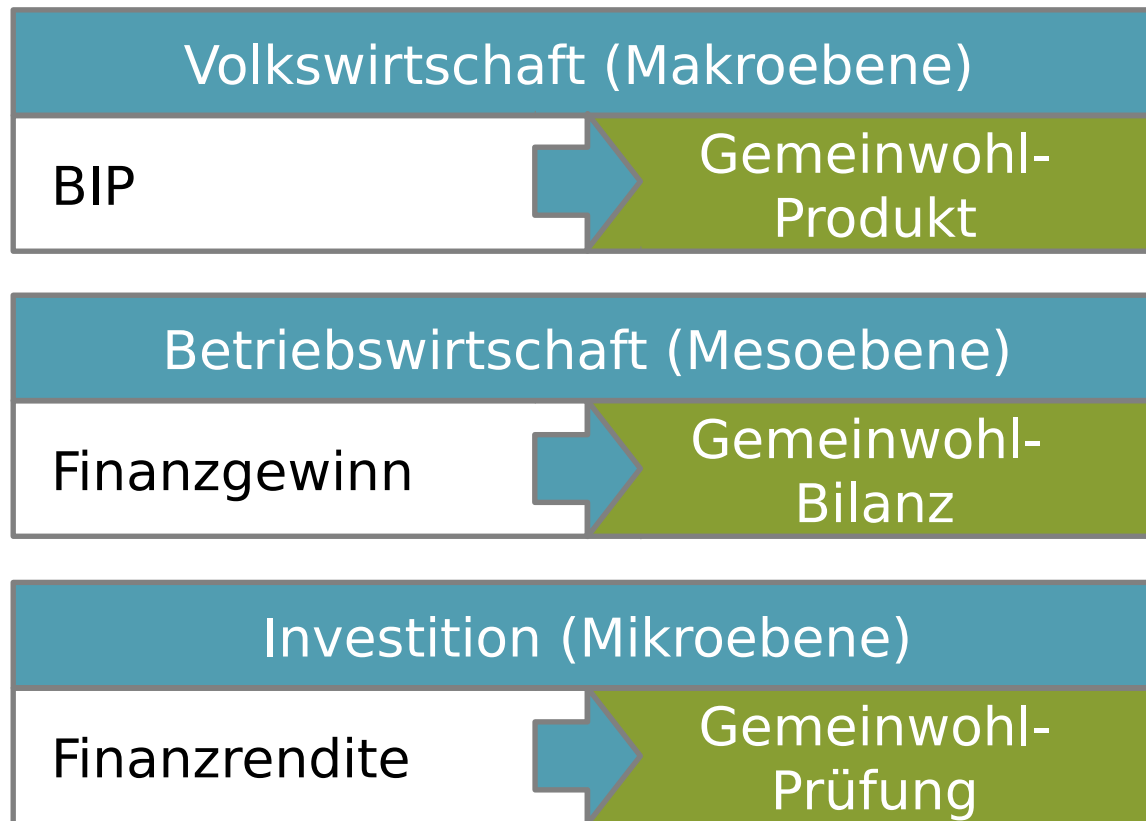 Volkswirtschaft (Makroebene)
BIP
Gemeinwohl-
Produkt
Betriebswirtschaft (Mesoebene)
Finanzgewinn
Gemeinwohl-
Bilanz
Investition (Mikroebene)
Finanzrendite
Gemeinwohl-
Prüfung